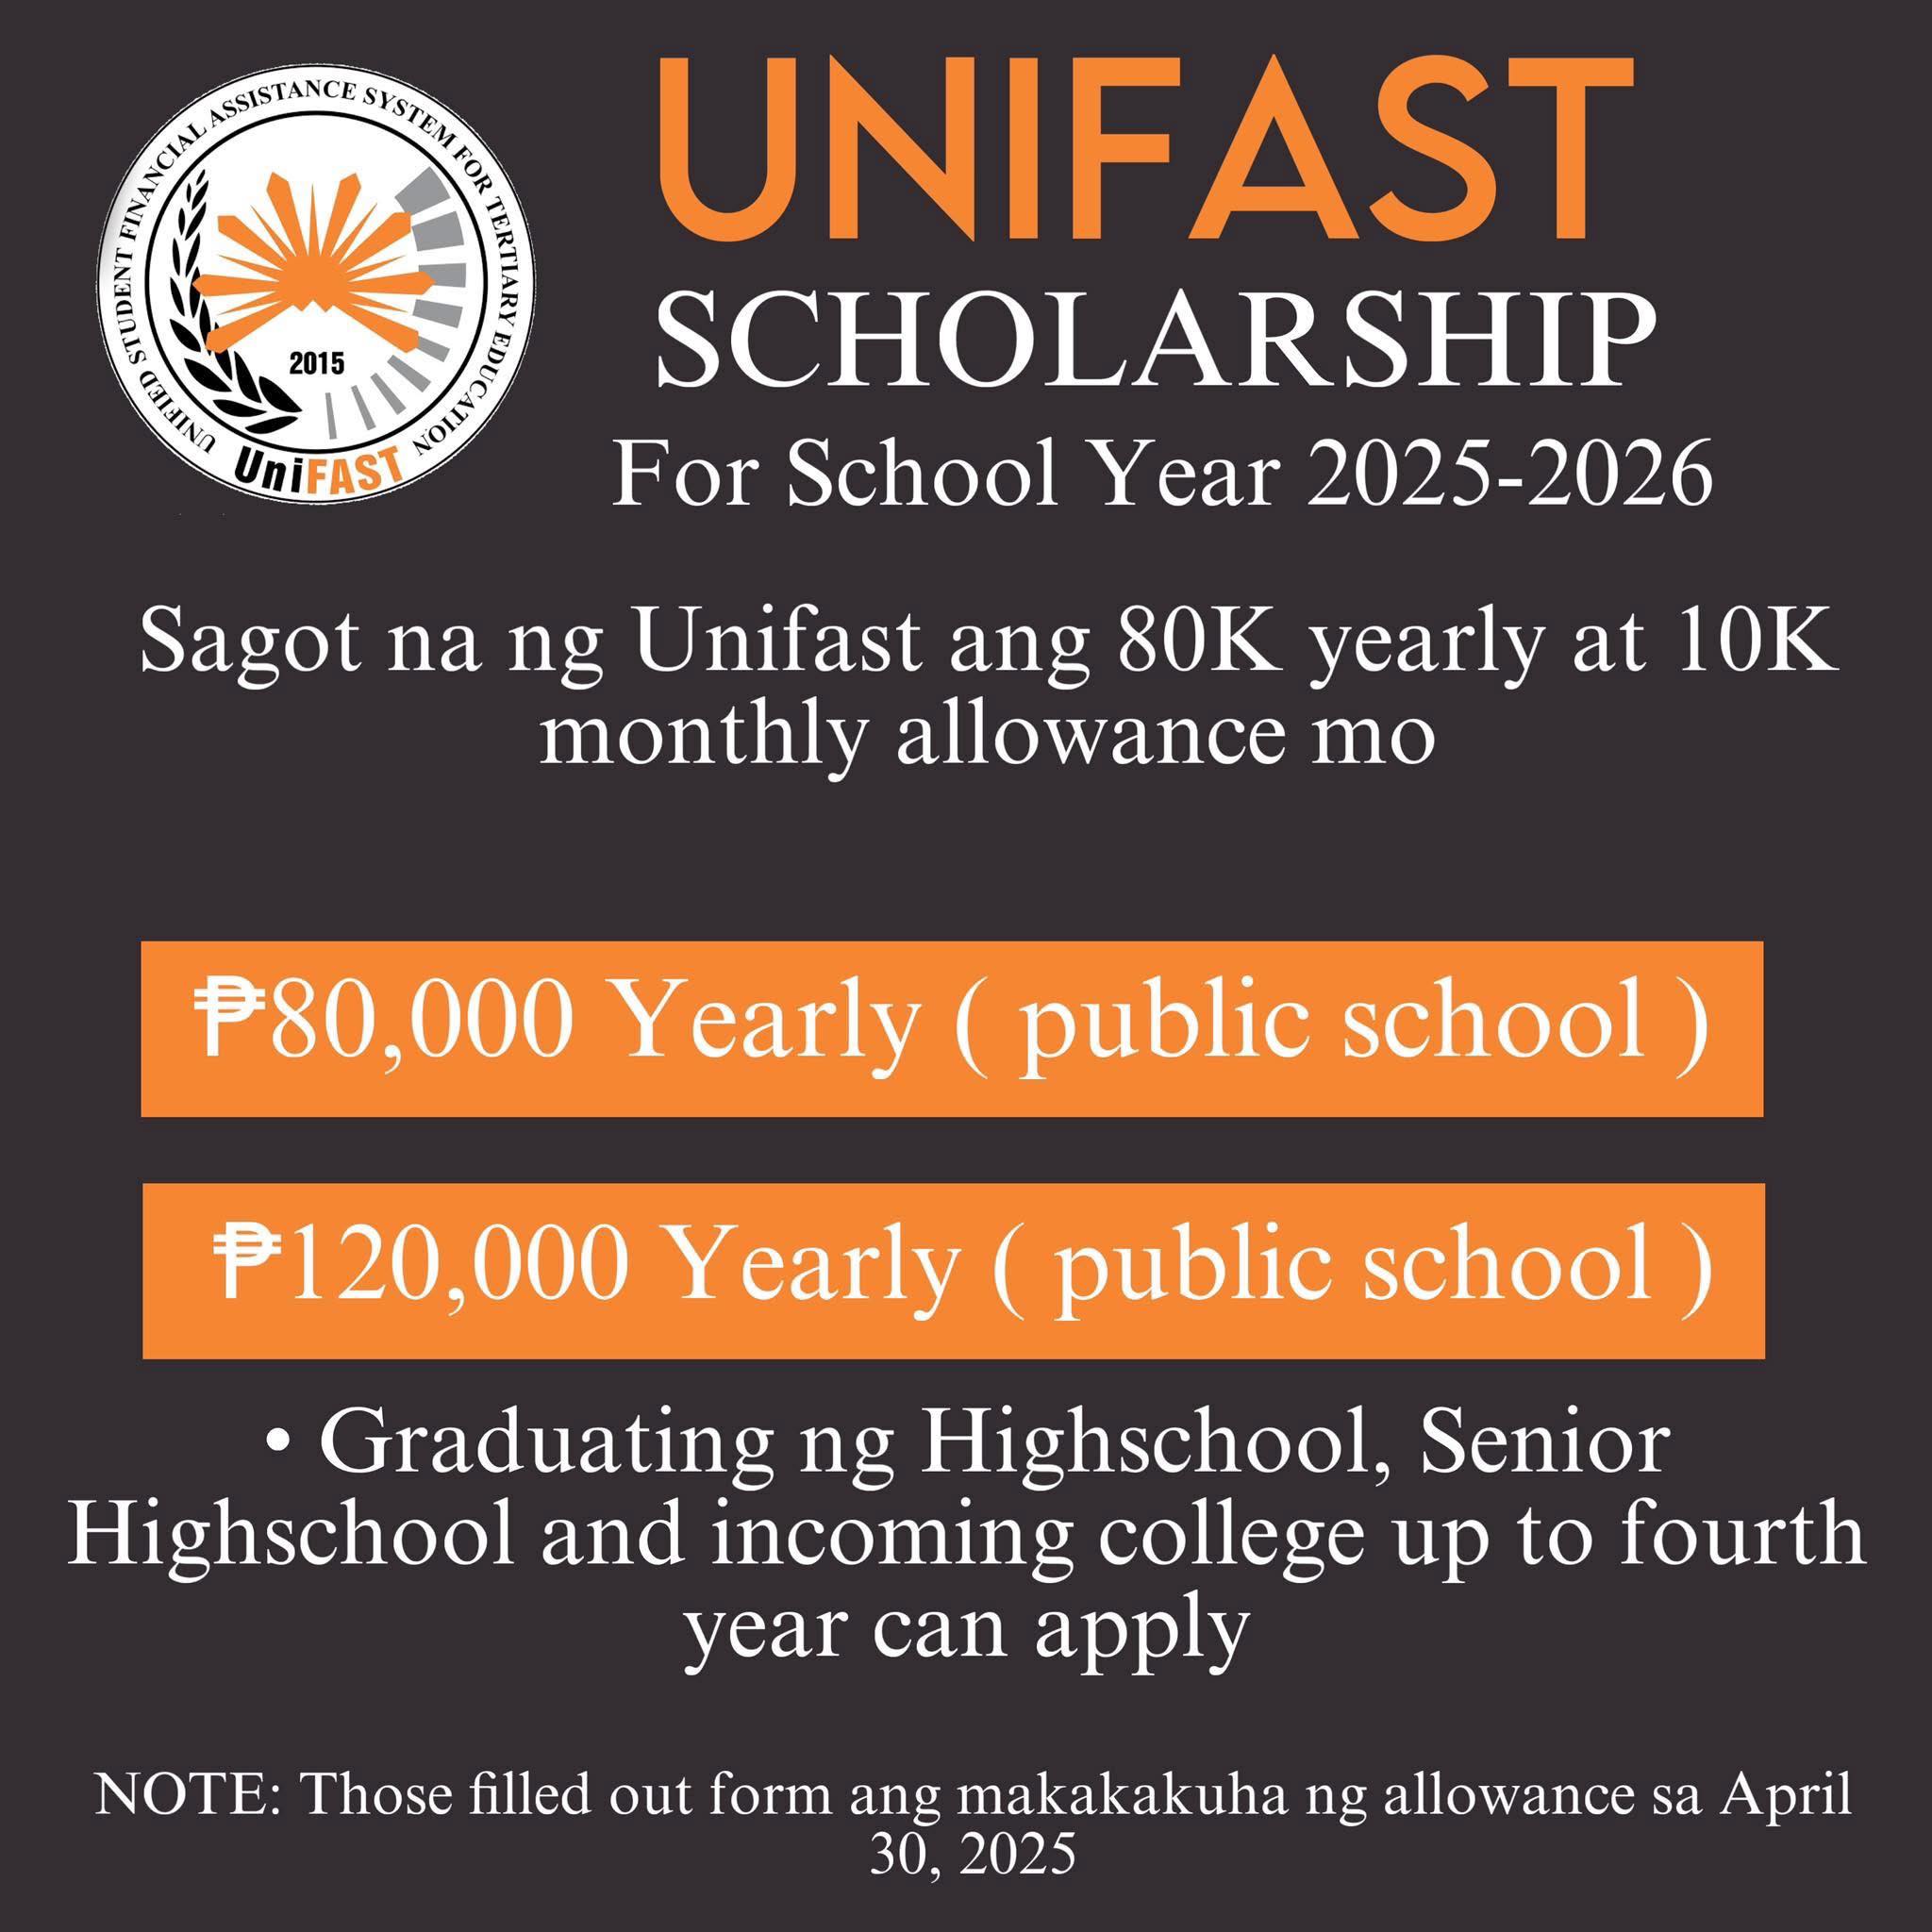 UNIFIED STUDENT FINANCIAL ASSISTANCE SYSTEM FOR TERTIARY EDUCATION
2015
UniFAST
UNIFAST
SCHOLARSHIP
For School Year 2025-2026
Sagot na ng Unifast ang 80K yearly at 10K
monthly allowance mo
₱80,000 Yearly ( public school )
₱120,000 Yearly ( public school )
• Graduating ng Highschool, Senior
Highschool and incoming college up to fourth
year can apply
NOTE: Those filled out form ang makakakuha ng allowance sa April
30, 2025